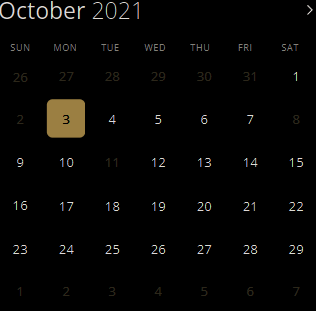 October 2021 >
SUN MON TUE WED THU FRI SAT
26 27 28 29 30 31 1
2 3 4 5 6 7 8
9 10 11 12 13 14 15
16 17 18 19 20 21 22
23 24 25 26 27 28 29
1 2 3 4 5 6 7